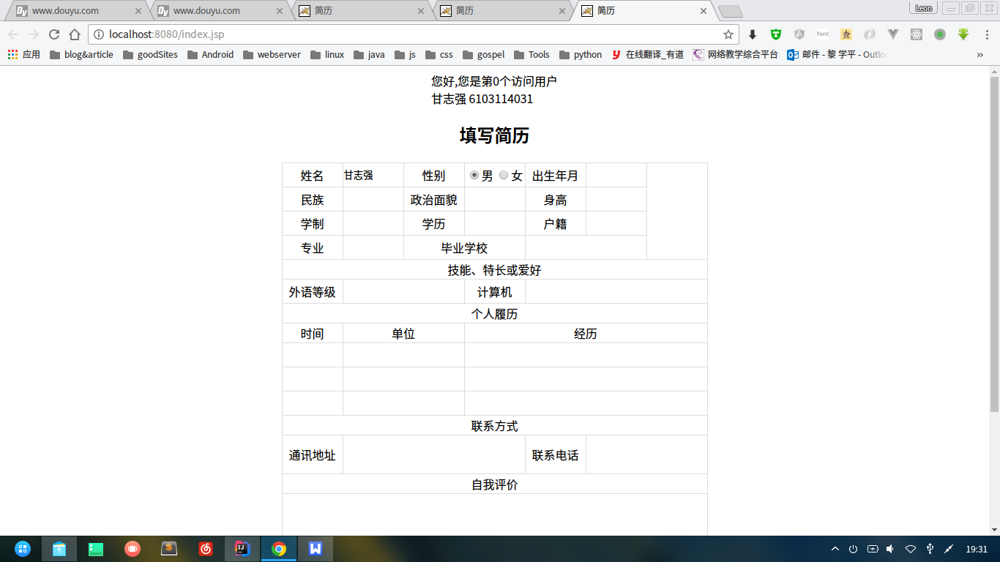 www.douyu.com
www.douyu.com
简历
简历
简历
Leon
localhost:8080/index.jsp
font
应用 blog&article goodSites Android webserver linux java js css gospel Tools python 在线翻译_有道 网络教学综合平台 邮件 - 黎 学平 - Outlo
您好,您是第0个访问用户
甘志强 6103114031
填写简历
姓名 甘志强 性别 男 女 出生年月
民族 政治面貌 身高
学制 学历 户籍
专业 毕业学校
技能、特长或爱好
外语等级 计算机
个人履历
时间 单位 经历
联系方式
通讯地址 联系电话
自我评价
19:31